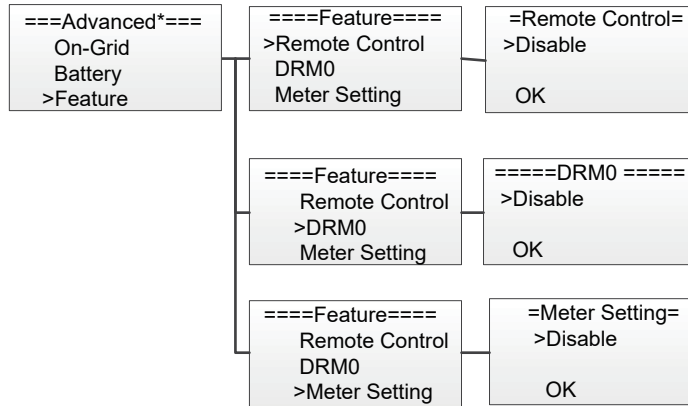 ===Advanced*===
On-Grid
Battery
>Feature
====Feature====
>Remote Control
DRM0
Meter Setting
=Remote Control=
>Disable
OK
====Feature====
Remote Control
>DRM0
Meter Setting
=====DRM0 =====
>Disable
OK
====Feature====
Remote Control
DRM0
>Meter Setting
=Meter Setting=
>Disable
OK